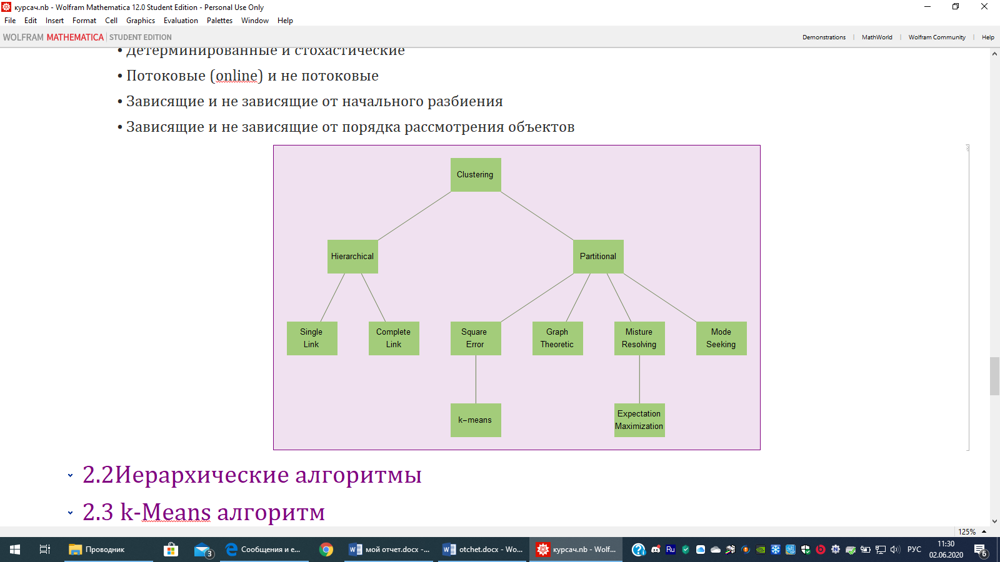 курсач.nb - Wolfram Mathematica 12.0 Student Edition - Personal Use Only
File Edit Insert Format Cell Graphics Evaluation Palettes Window Help
WOLFRAM MATHEMATICA STUDENT EDITION
Demonstrations MathWorld Wolfram Community Help
• Детерминированные и стохастические
• Потоковые (online) и не потоковые
• Зависящие и не зависящие от начального разбиения
• Зависящие и не зависящие от порядка рассмотрения объектов
Clustering
Hierarchical
Partitional
Single
Link
Complete
Link
Square
Error
Graph
Theoretic
Misture
Resolving
Mode
Seeking
k–means
Expectation
Maximization
2.2Иерархические алгоритмы
2.3 k-Means алгоритм
125%
Проводник
3
Сообщения и е...
мой отчет.docx -...
otchet.docx - Wo...
курсач.nb - Wolf...
Ru
РУС
11:30
02.06.2020
6